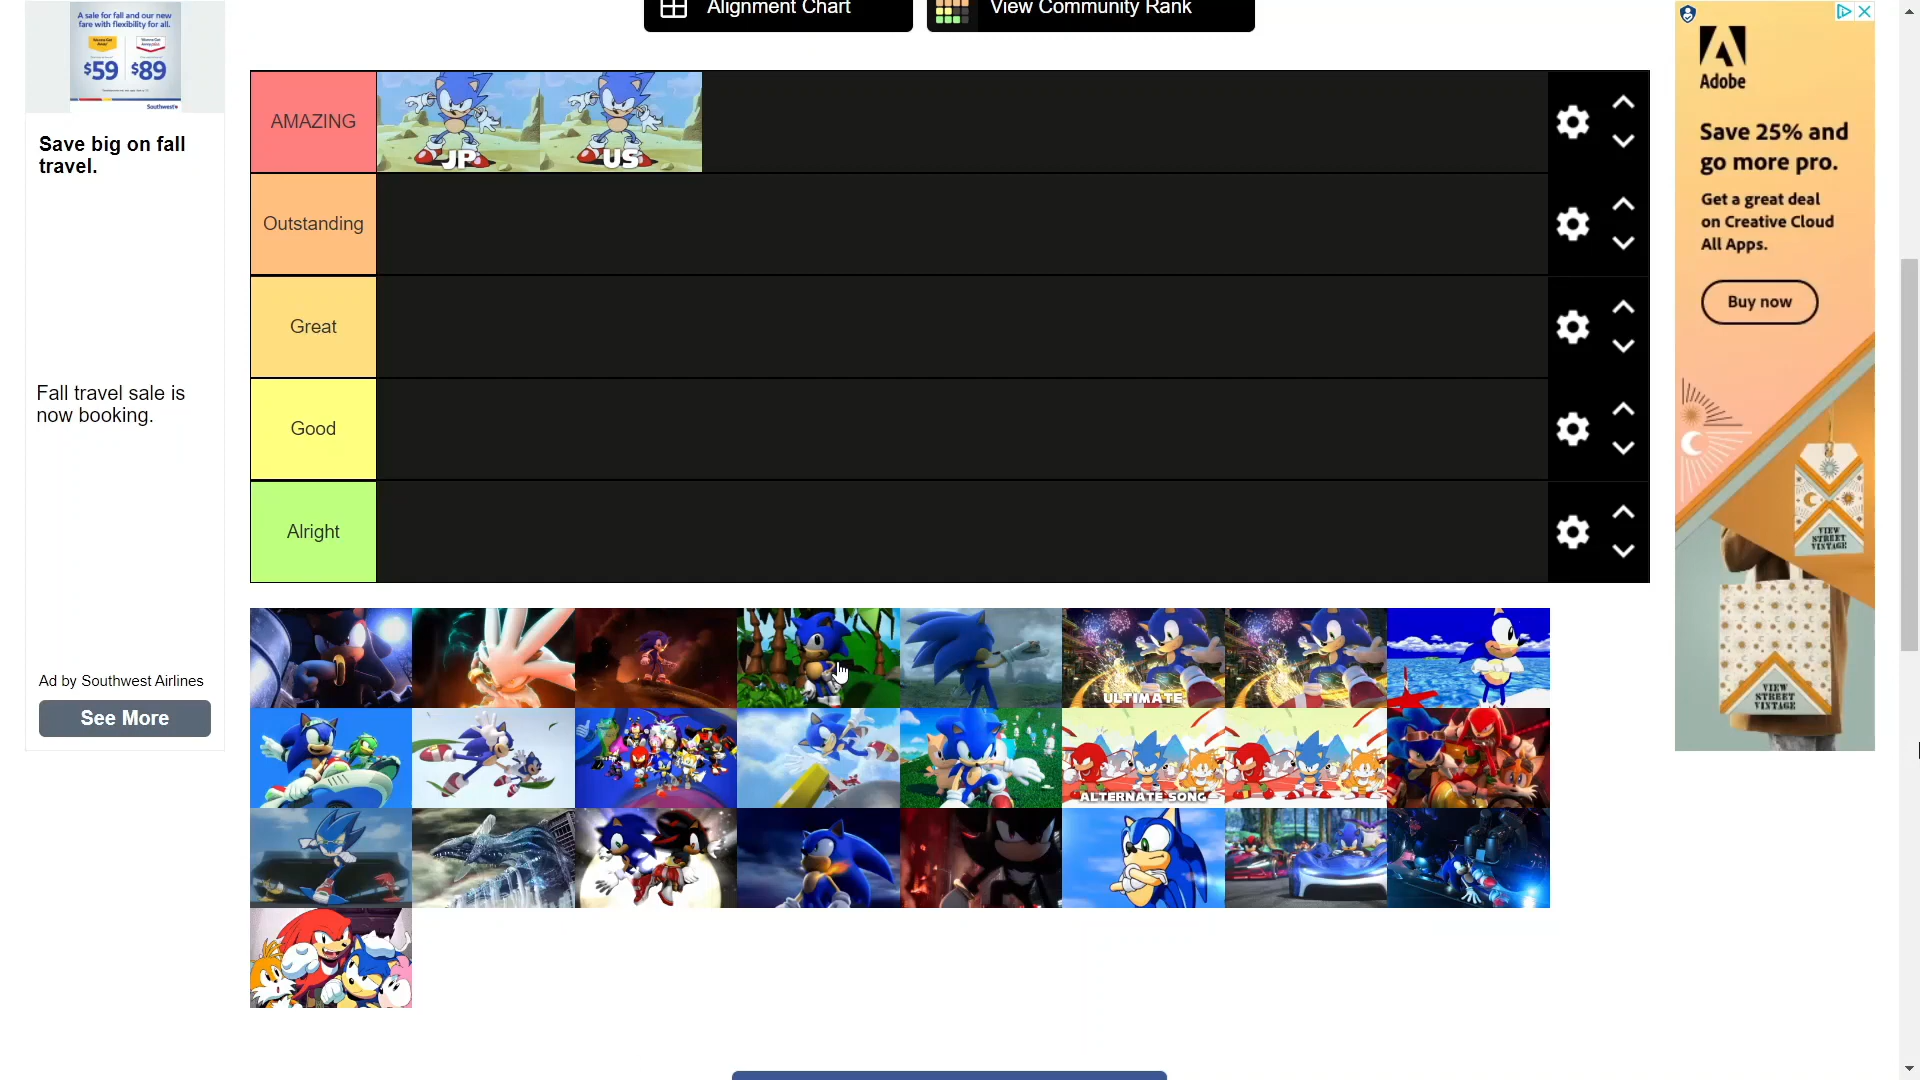 Alignment Chart
View Community Rank
A sale for fall and our new
fare with flexibility for all.
$59 $89
Southwest
Save big on fall
travel.
Fall travel sale is
now booking.
Ad by Southwest Airlines
See More
AMAZING
JP
US
Outstanding
Great
Good
Alright
ULTIMATE
ALTERNATE SONG
Adobe
Save 25% and
go more pro.
Get a great deal
on Creative Cloud
All Apps.
Buy now
VIEW
STREET
VINTAGE
VIEW
STREET
VINTAGE